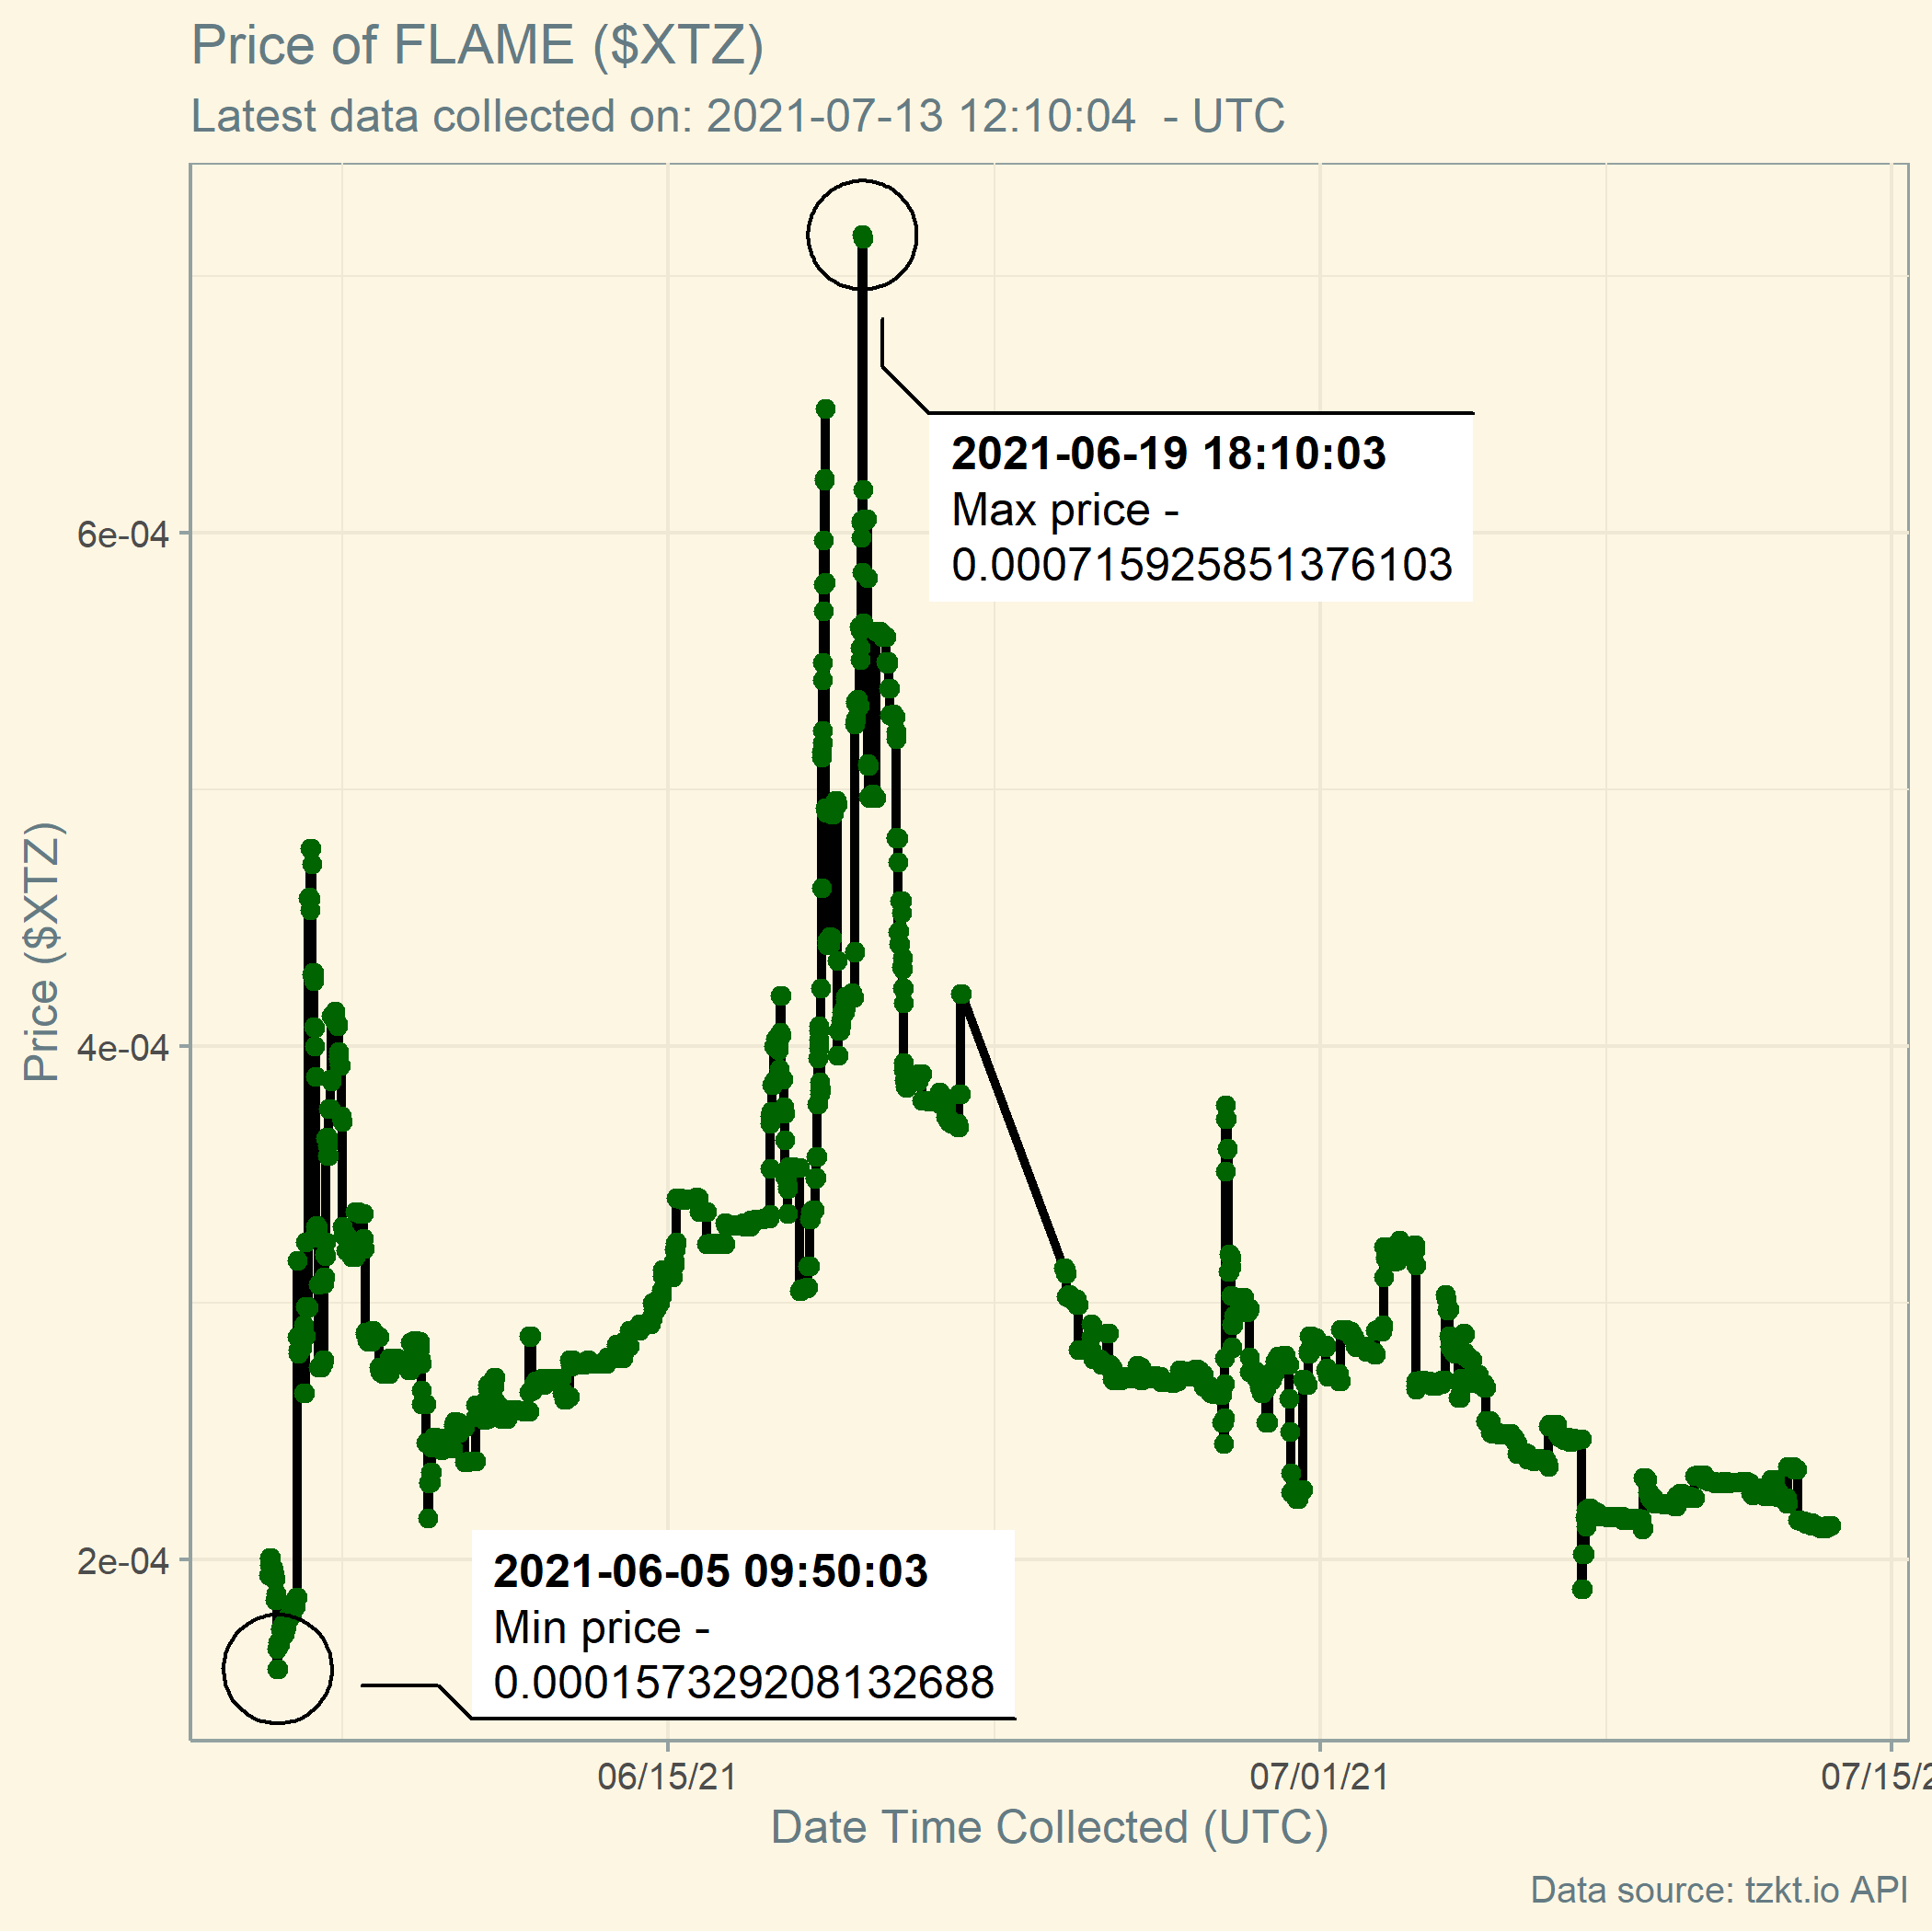 Price of FLAME ($XTZ)
Latest data collected on: 2021-07-13 12:10:04 - UTC
2021-06-19 18:10:03
Max price -
0.000715925851376103
6e-04
4e-04
2e-04
Price ($XTZ)
2021-06-05 09:50:03
Min price -
0.000157329208132688
06/15/21
07/01/21
07/15/2
Date Time Collected (UTC)
Data source: tzkt.io API